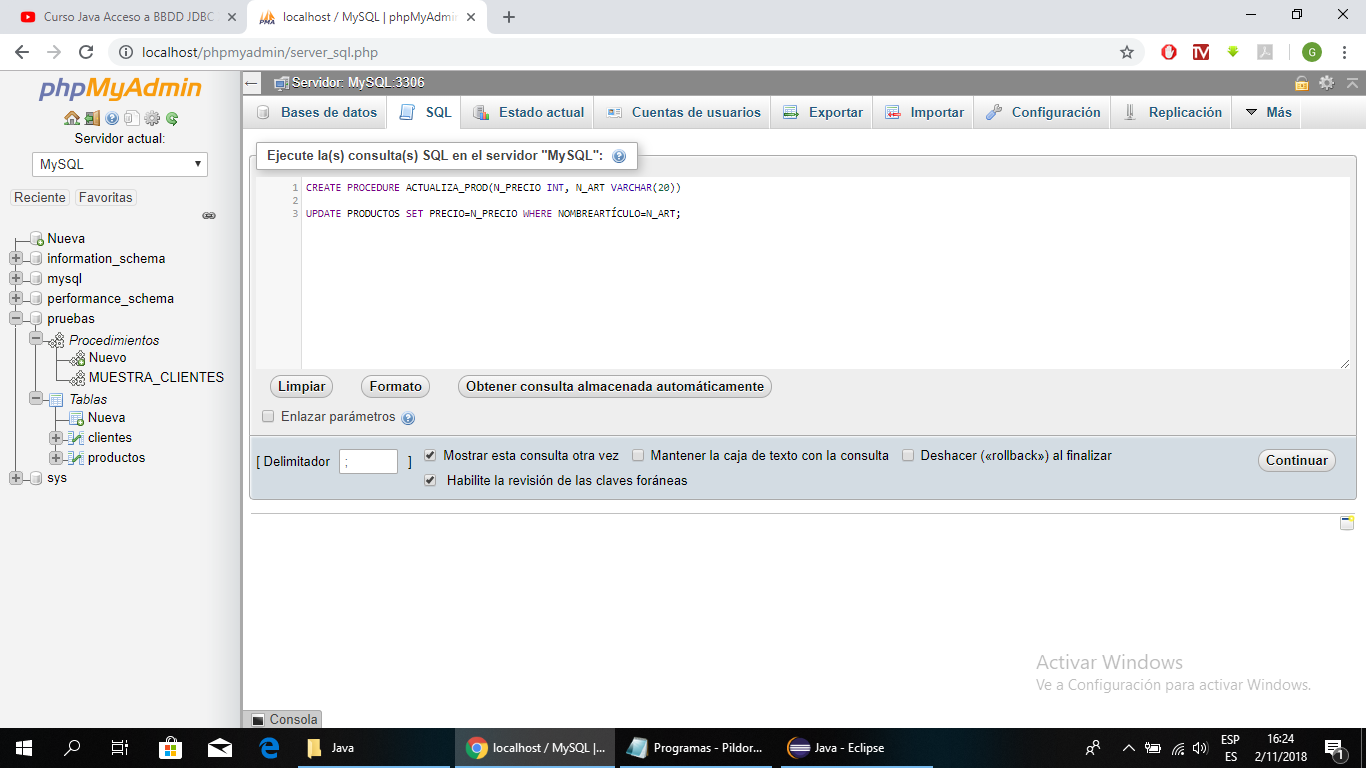 Curso Java Acceso a BBDD JDBC
localhost / MySQL | phpMyAdmin
localhost/phpmyadmin/server_sql.php
G
phpMyAdmin
Servidor actual:
MySQL
Reciente Favoritas
Nueva
information_schema
mysql
performance_schema
pruebas
Procedimientos
Nuevo
MUESTRA_CLIENTES
Tablas
Nueva
clientes
productos
sys
Servidor: MySQL:3306
Bases de datos SQL Estado actual Cuentas de usuarios Exportar Importar Configuración Replicación Más
Ejecute la(s) consulta(s) SQL en el servidor "MySQL":
1 CREATE PROCEDURE ACTUALIZA_PROD(N_PRECIO INT, N_ART VARCHAR(20))
2
3 UPDATE PRODUCTOS SET PRECIO=N_PRECIO WHERE NOMBREARTÍCULO=N_ART;
Limpiar Formato Obtener consulta almacenada automáticamente
Enlazar parámetros
[ Delimitador ; ] Mostrar esta consulta otra vez Mantener la caja de texto con la consulta Deshacer («rollback») al finalizar
Habilite la revisión de las claves foráneas
Continuar
Activar Windows
Ve a Configuración para activar Windows.
Consola
Java
localhost / MySQL |...
Programas - Pildor...
Java - Eclipse
ESP
ES
16:24
2/11/2018
1